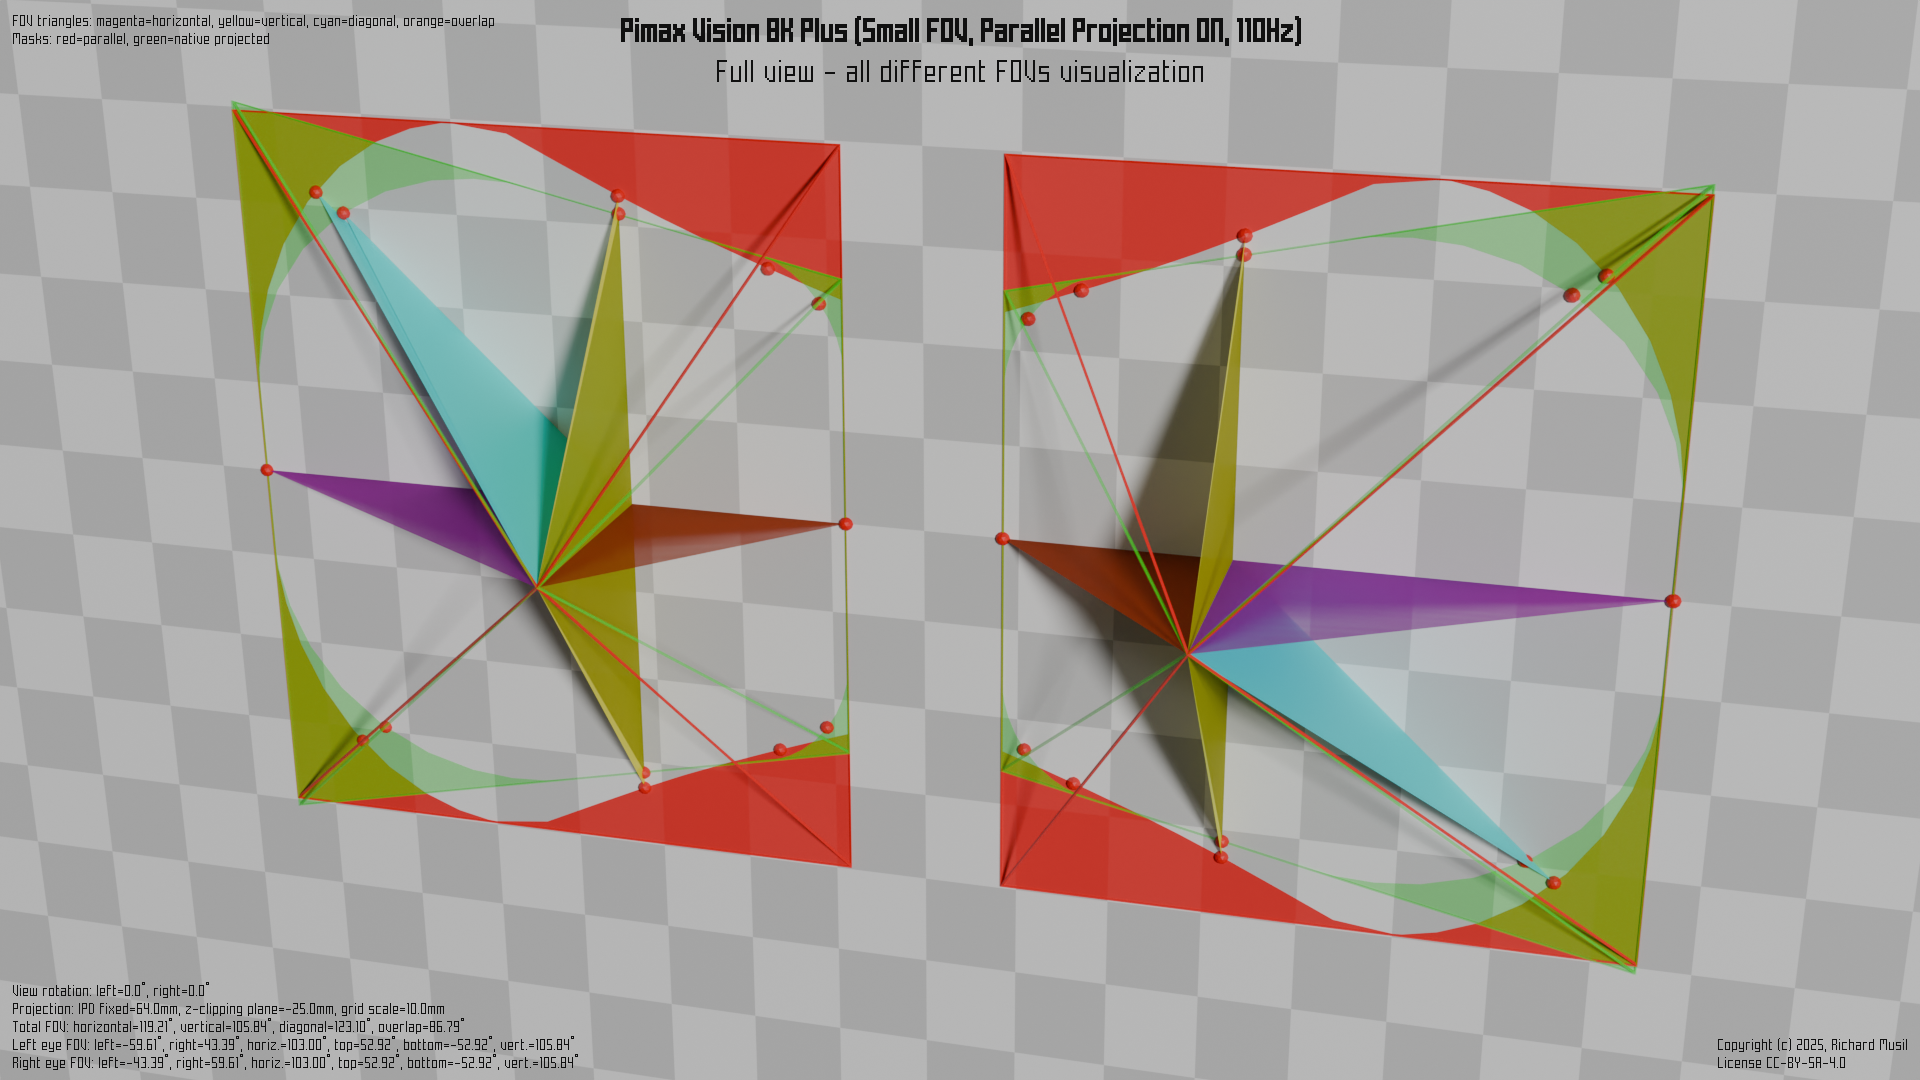 FOV triangles: magenta=horizontal, yellow=vertical, cyan=diagonal, orange=overlap
Masks: red=parallel, green=native projected
Pimax Vision 8K Plus (Small FOV, Parallel Projection ON, 110Hz)
Full view - all different FOVs visualization
View rotation: left=0.0°, right=0.0°
Projection: IPD fixed=64.0mm, z-clipping plane=-25.0mm, grid scale=10.0mm
Total FOV: horizontal=119.21°, vertical=105.84°, diagonal=123.10°, overlap=86.79°
Left eye FOV: left=-59.61°, right=43.39°, horiz.=103.00°, top=52.92°, bottom=-52.92°, vert.=105.84°
Right eye FOV: left=-43.39°, right=59.61°, horiz.=103.00°, top=52.92°, bottom=-52.92°, vert.=105.84°
Copyright (c) 2025, Richard Musil
License CC-BY-SA-4.0